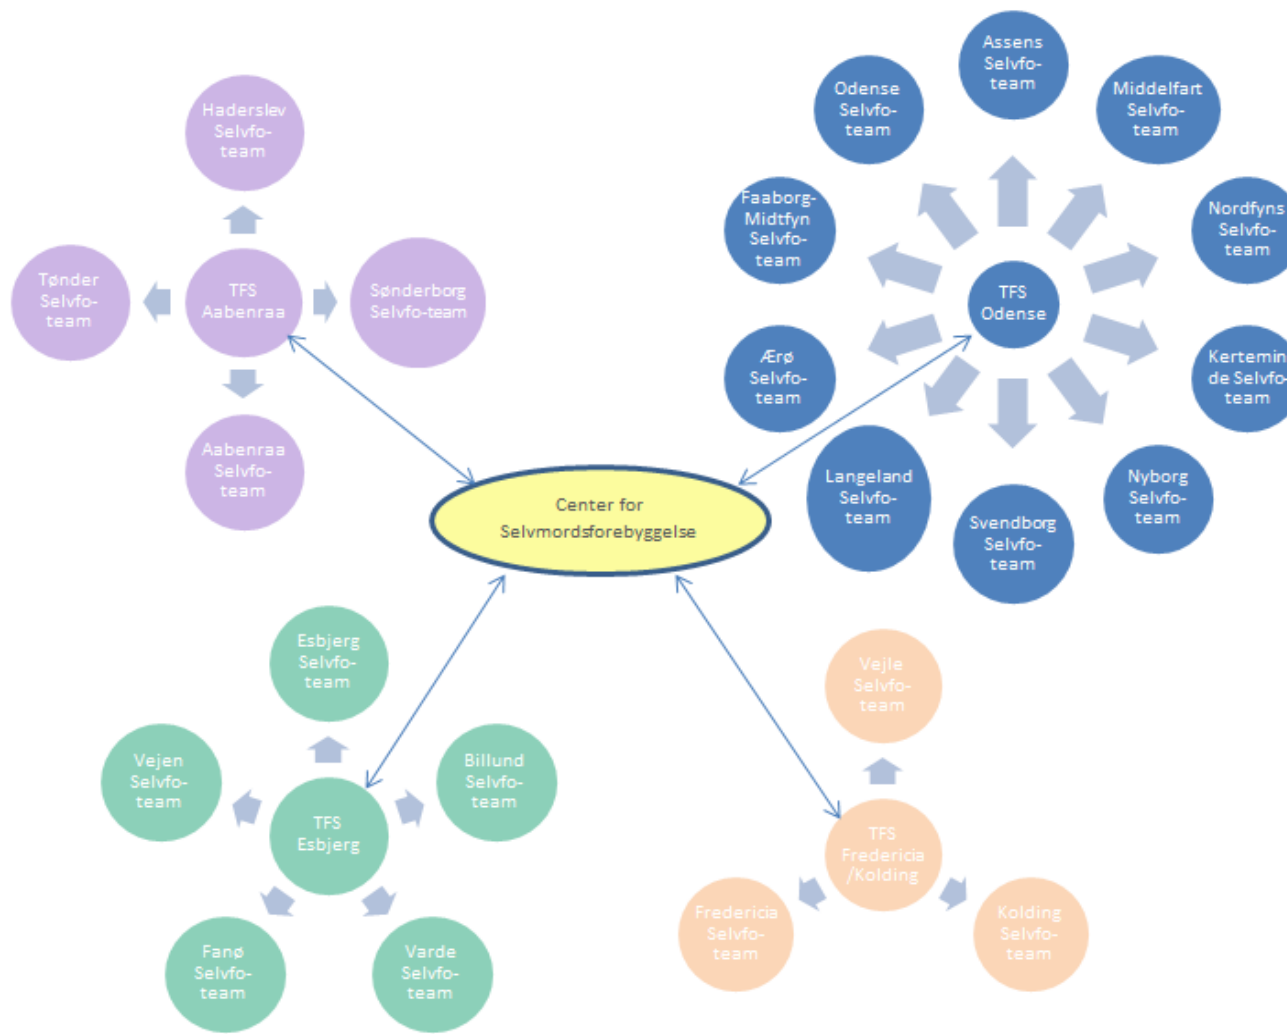 Haderslev
Selvfo-
team
Tønder
Selvfo-
team
TFS
Aabenraa
Sønderborg
Selvfo-team
Aabenraa
Selvfo-
team
Assens
Selvfo-
team
Odense
Selvfo-
team
Middelfart
Selvfo-
team
Faaborg-
Midtfyn
Selvfo-
team
Nordfyns
Selvfo-
team
TFS
Odense
Ærø
Selvfo-
team
Kertemin
de Selvfo-
team
Langeland
Selvfo-
team
Nyborg
Selvfo-
team
Svendborg
Selvfo-
team
Center for
Selvmordsforebyggelse
Esbjerg
Selvfo-
team
Vejen
Selvfo-
team
Billund
Selvfo-
team
TFS
Esbjerg
Fanø
Selvfo-
team
Varde
Selvfo-
team
Vejle
Selvfo-
team
TFS
Fredericia
/Kolding
Fredericia
Selvfo-
team
Kolding
Selvfo-
team